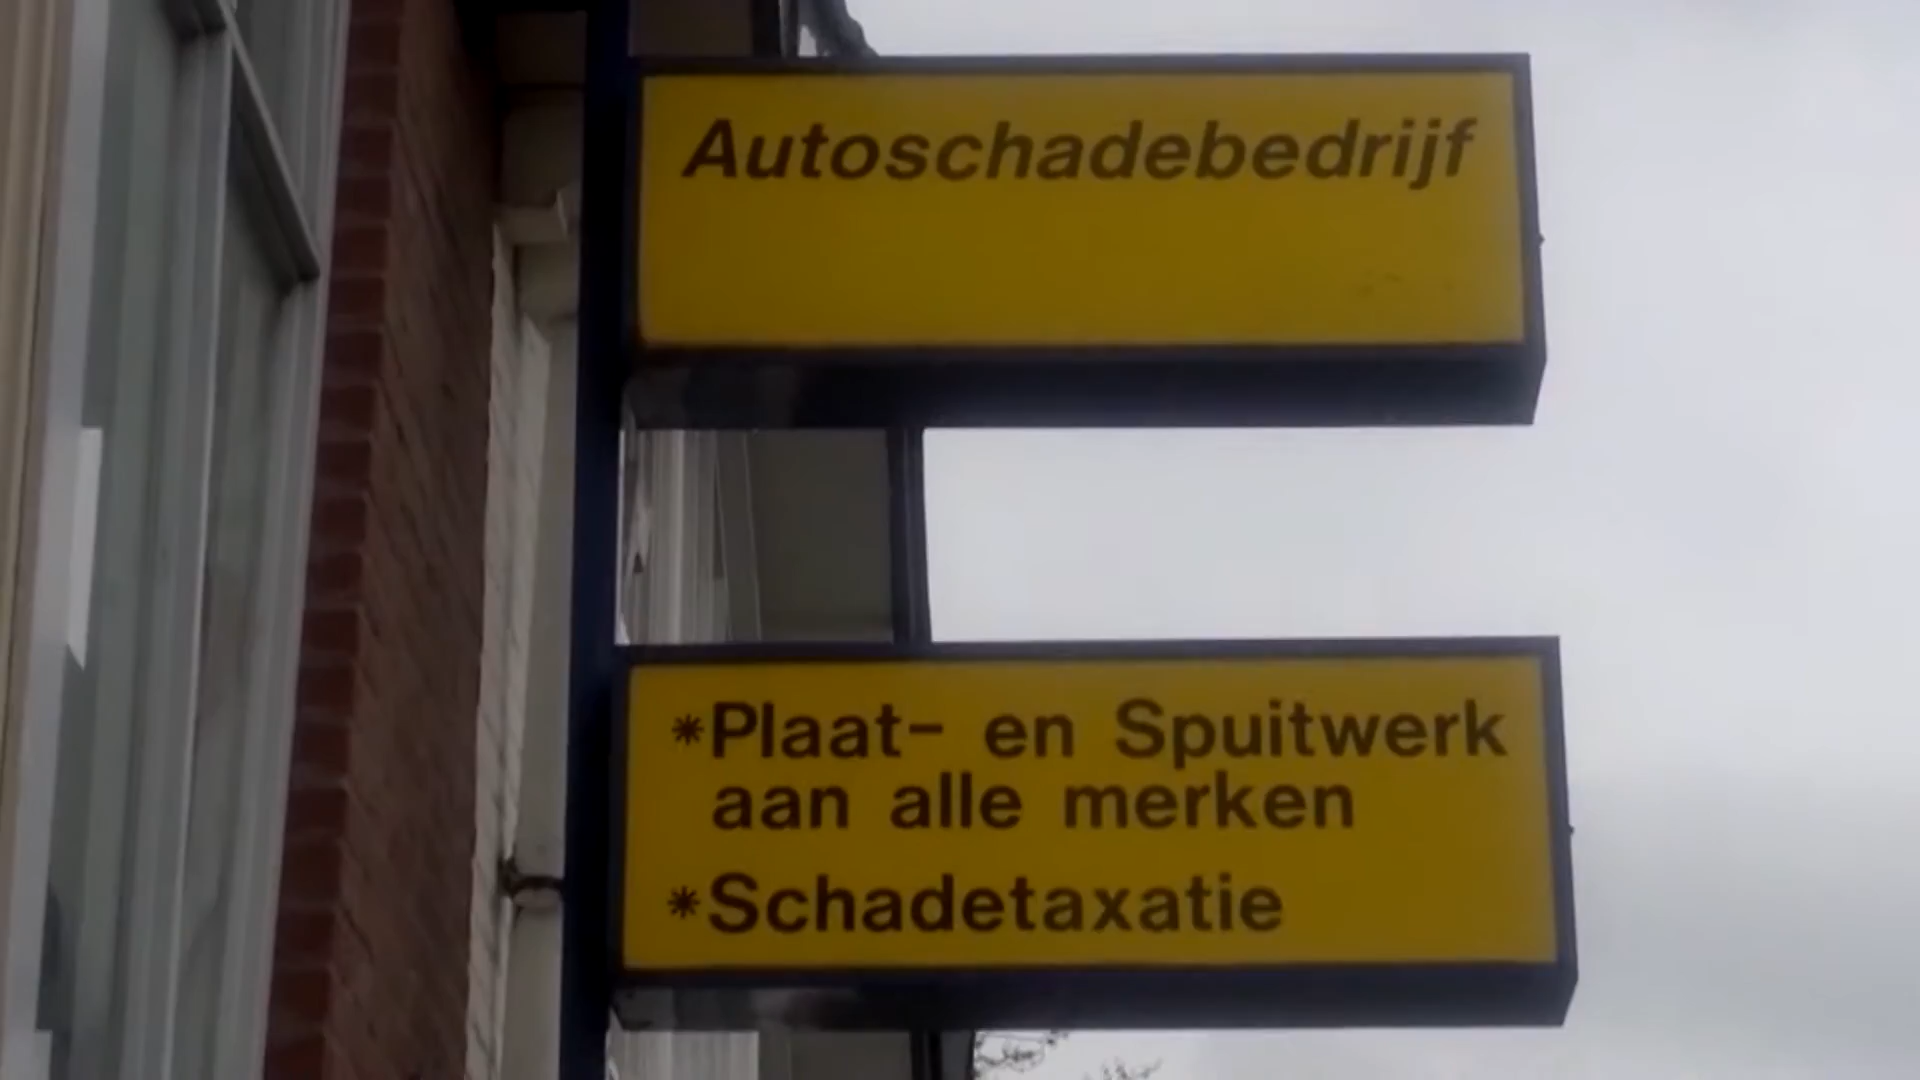 Autoschadebedrijf
*Plaat- en Spuitwerk
aan alle merken
*Schadetaxatie